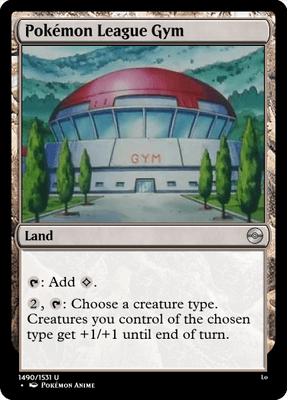 Pokémon League Gym
GYM
Land
: Add .
2, : Choose a creature type.
Creatures you control of the chosen
type get +1/+1 until end of turn.
1490/1531 U
Lo
• Pokémon Anime